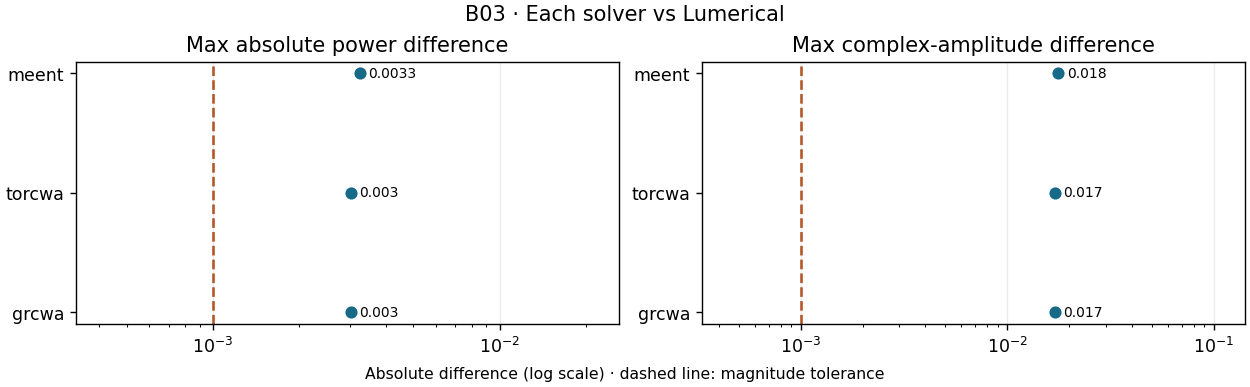 B03 · Each solver vs Lumerical
Max absolute power difference
meent
torcwa
grcwa
0.0033
0.003
0.003
10⁻³
10⁻²
Max complex-amplitude difference
meent
torcwa
grcwa
0.018
0.017
0.017
10⁻³
10⁻²
10⁻¹
Absolute difference (log scale) · dashed line: magnitude tolerance